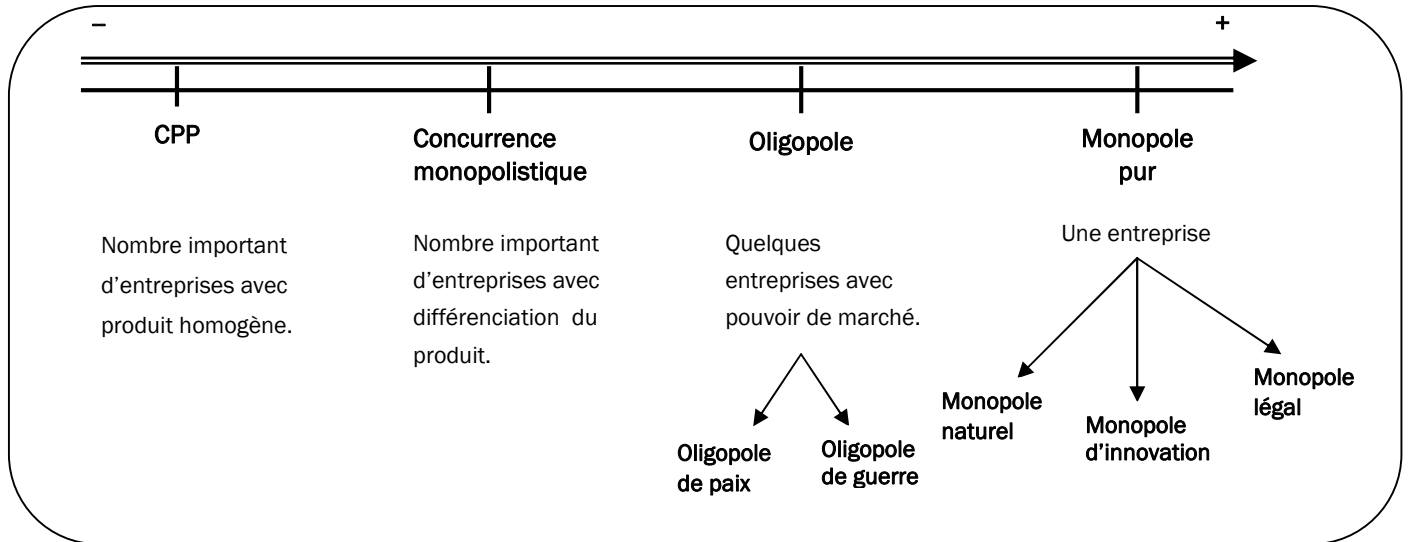 – +
CPP
Concurrence
monopolistique
Oligopole
Monopole
pur
Nombre important
d'entreprises avec
produit homogène.
Nombre important
d'entreprises avec
différenciation du
produit.
Quelques
entreprises avec
pouvoir de marché.
Une entreprise
Oligopole
de paix
Oligopole
de guerre
Monopole
naturel
Monopole
d'innovation
Monopole
légal